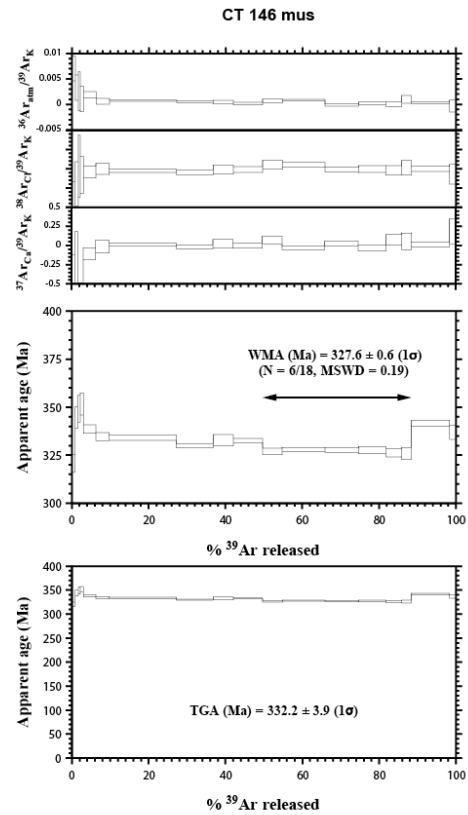 CT 146 mus
36Aratm/39ArK
0.01
0.005
0
-0.005
38ArCl/39ArK
0.5
37ArCa/39ArK
0.25
0
-0.25
-0.5
Apparent age (Ma)
400
375
350
325
300
WMA (Ma) = 327.6 ± 0.6 (1σ)
(N = 6/18, MSWD = 0.19)
0 20 40 60 80 100
% 39Ar released
Apparent age (Ma)
400
350
300
250
200
150
100
50
0
TGA (Ma) = 332.2 ± 3.9 (1σ)
0 20 40 60 80 100
% 39Ar released